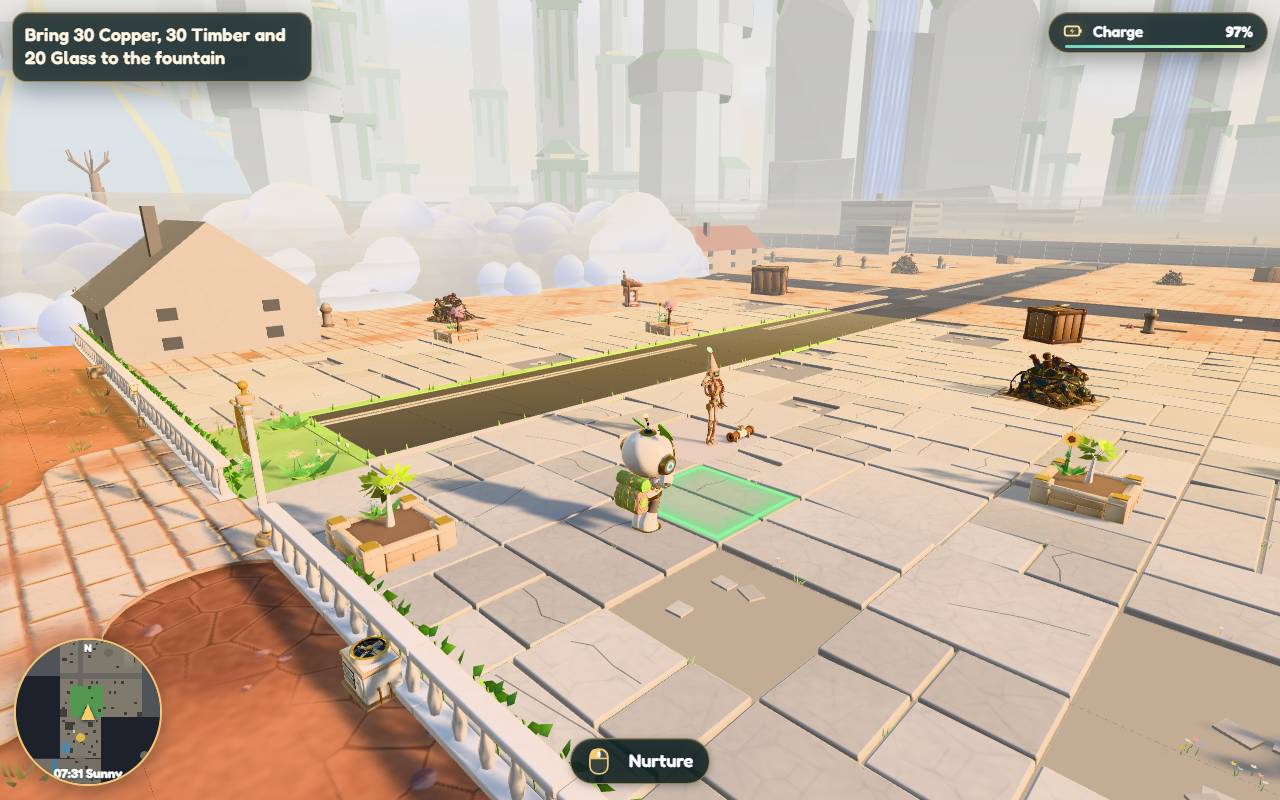 Bring 30 Copper, 30 Timber and
20 Glass to the fountain
Charge 97%
N
07:31 Sunny
Nurture